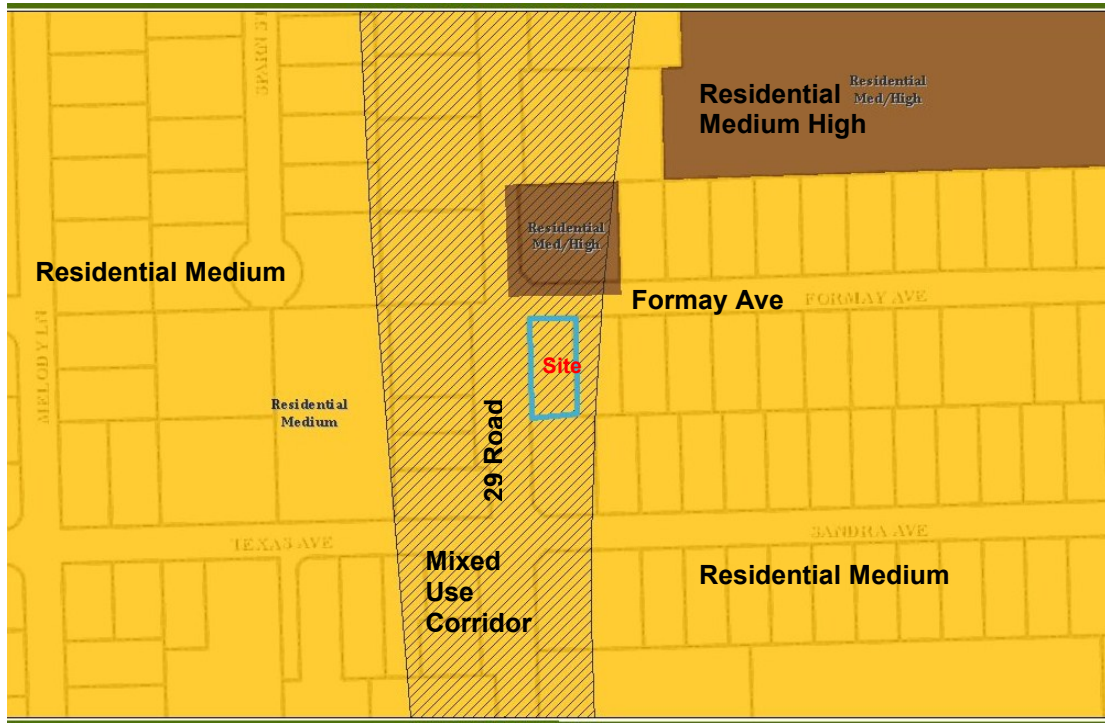 Residential
Medium High
Residential
Med/High
Residential
Med/High
Residential Medium
Formay Ave
FORMAY AVE
MELODY LN
Site
Residential
Medium
29 Road
TEXAS AVE
SANDRA AVE
Mixed
Use
Corridor
Residential Medium